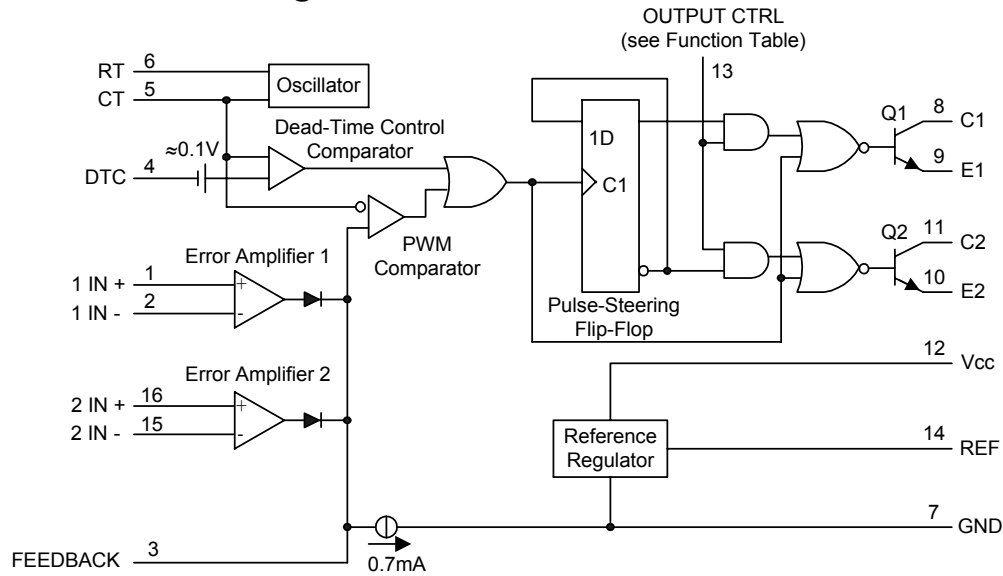 OUTPUT CTRL
(see Function Table)
13
RT 6
CT 5
Oscillator
Dead-Time Control
Comparator
≈0.1V
DTC 4
1D
C1
Q1
8 C1
9 E1
PWM
Comparator
Q2
11 C2
10 E2
Pulse-Steering
Flip-Flop
Error Amplifier 1
1 IN + 1
1 IN - 2
+
-
Error Amplifier 2
2 IN + 16
2 IN - 15
+
-
12 Vcc
Reference
Regulator
14 REF
7 GND
0.7mA
FEEDBACK 3